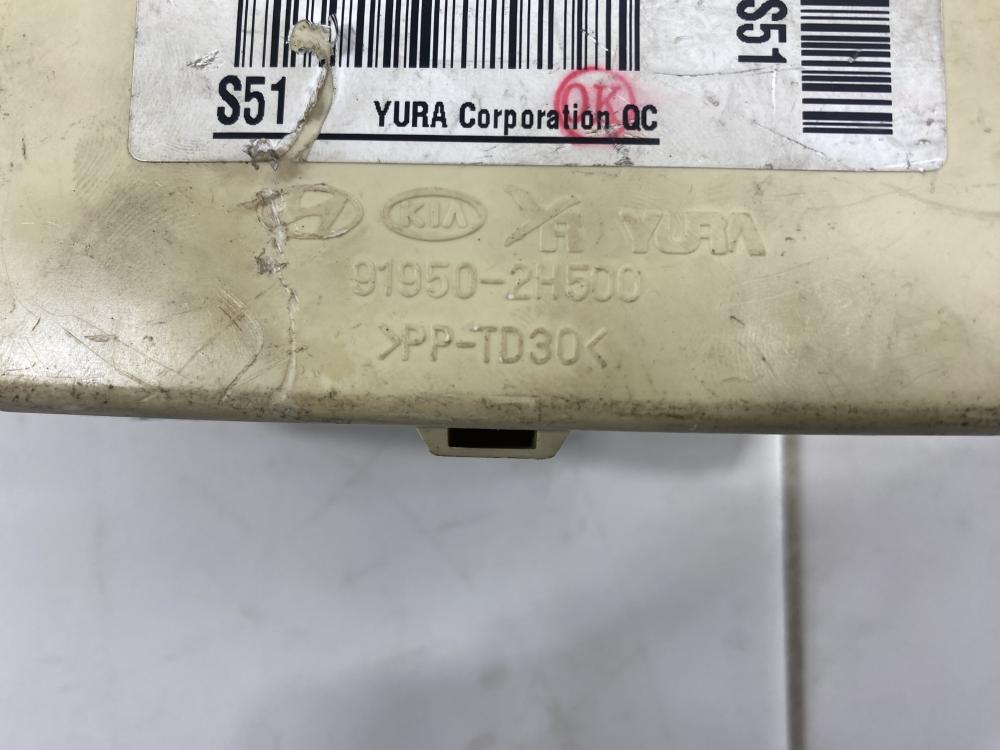 S51
YURA Corporation QC
OK
S51
KIA YURA
91950-2H500
>PP-TD30<